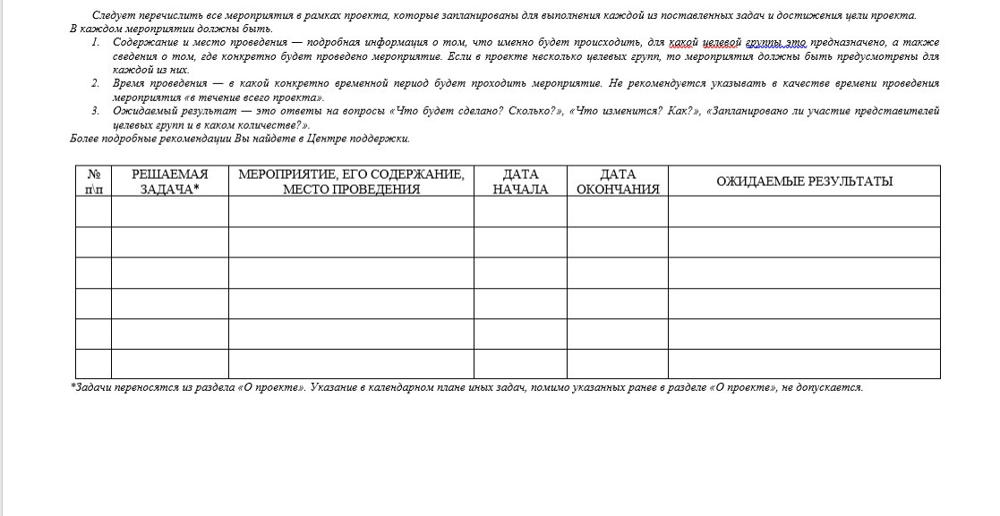 Следует перечислить все мероприятия в рамках проекта, которые запланированы для выполнения каждой из поставленных задач и достижения цели проекта.
В каждом мероприятии должны быть.
1. Содержание и место проведения — подробная информация о том, что именно будет происходить, для какой целевой группы это предназначено, а также
сведения о том, где конкретно будет проведено мероприятие. Если в проекте несколько целевых групп, то мероприятия должны быть предусмотрены для
каждой из них.
2. Время проведения — в какой конкретно временной период будет проходить мероприятие. Не рекомендуется указывать в качестве времени проведения
мероприятия «в течение всего проекта».
3. Ожидаемый результат — это ответы на вопросы «Что будет сделано? Сколько?», «Что изменится? Как?», «Запланировано ли участие представителей
целевых групп и в каком количестве?».
Более подробные рекомендации Вы найдете в Центре поддержки.
№ п\п
РЕШАЕМАЯ ЗАДАЧА*
МЕРОПРИЯТИЕ, ЕГО СОДЕРЖАНИЕ, МЕСТО ПРОВЕДЕНИЯ
ДАТА НАЧАЛА
ДАТА ОКОНЧАНИЯ
ОЖИДАЕМЫЕ РЕЗУЛЬТАТЫ
*Задачи переносятся из раздела «О проекте». Указание в календарном плане иных задач, помимо указанных ранее в разделе «О проекте», не допускается.